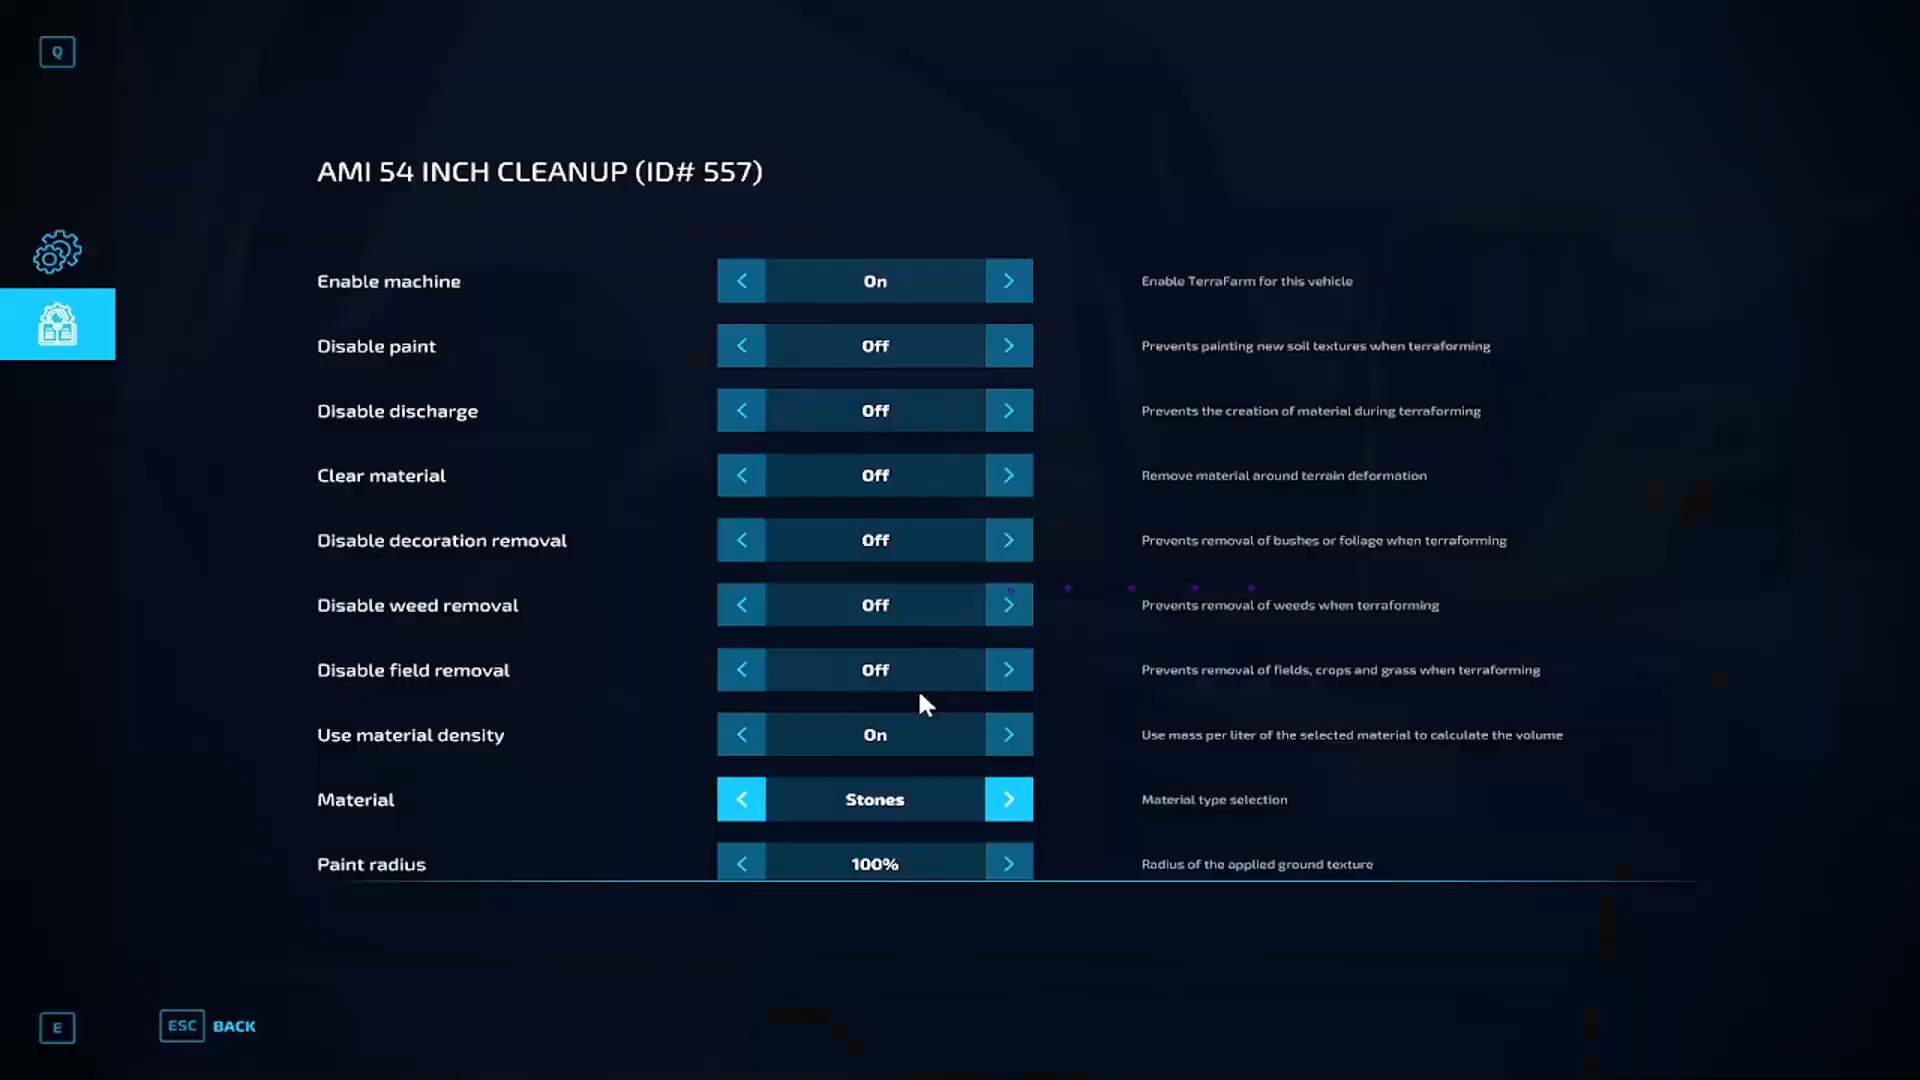 Q
AMI 54 INCH CLEANUP (ID# 557)
Enable machine On Enable TerraFarm for this vehicle
Disable paint Off Prevents painting new soil textures when terraforming
Disable discharge Off Prevents the creation of material during terraforming
Clear material Off Remove material around terrain deformation
Disable decoration removal Off Prevents removal of bushes or foliage when terraforming
Disable weed removal Off Prevents removal of weeds when terraforming
Disable field removal Off Prevents removal of fields, crops and grass when terraforming
Use material density On Use mass per liter of the selected material to calculate the volume
Material Stones Material type selection
Paint radius 100% Radius of the applied ground texture
E ESC BACK